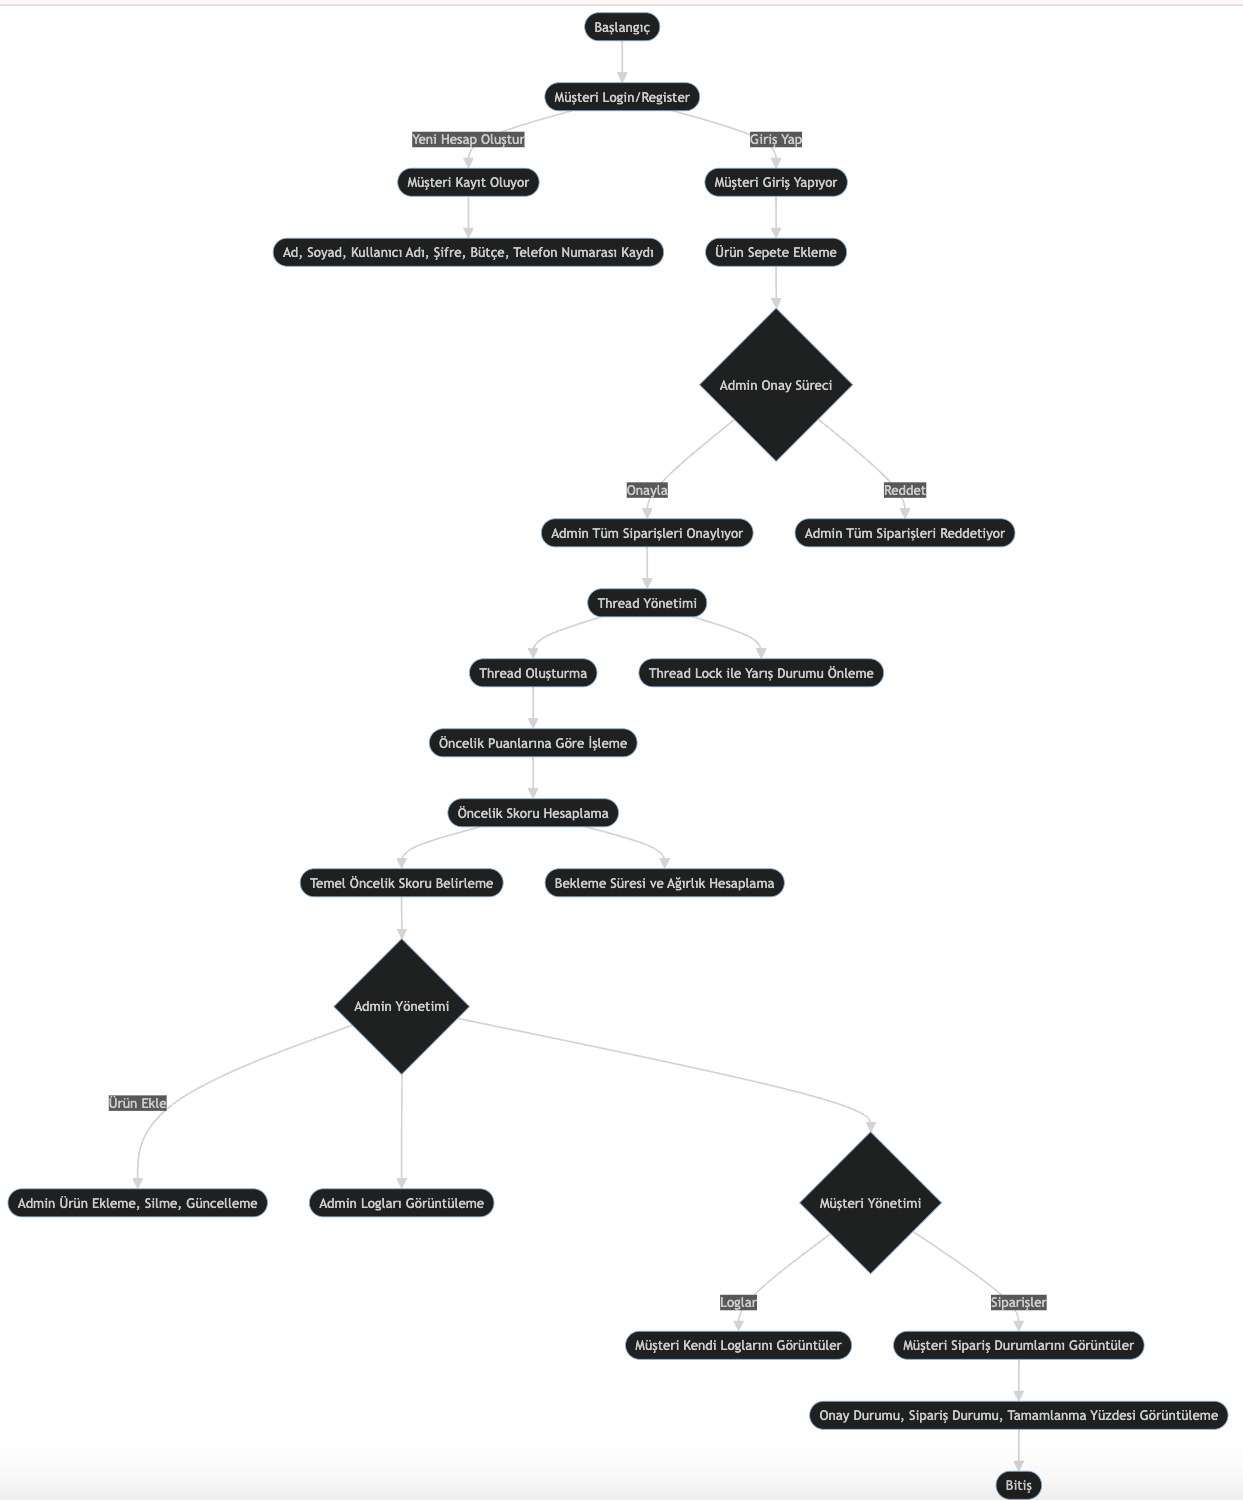 Başlangıç
Müşteri Login/Register
Yeni Hesap Oluştur
Giriş Yap
Müşteri Kayıt Oluyor
Müşteri Giriş Yapıyor
Ad, Soyad, Kullanıcı Adı, Şifre, Bütçe, Telefon Numarası Kaydı
Ürün Sepete Ekleme
Admin Onay Süreci
Onayla
Reddet
Admin Tüm Siparişleri Onaylıyor
Admin Tüm Siparişleri Reddetiyor
Thread Yönetimi
Thread Oluşturma
Thread Lock ile Yarış Durumu Önleme
Öncelik Puanlarına Göre İşleme
Öncelik Skoru Hesaplama
Temel Öncelik Skoru Belirleme
Bekleme Süresi ve Ağırlık Hesaplama
Admin Yönetimi
Ürün Ekle
Admin Ürün Ekleme, Silme, Güncelleme
Admin Logları Görüntüleme
Müşteri Yönetimi
Loglar
Siparişler
Müşteri Kendi Loglarını Görüntüler
Müşteri Sipariş Durumlarını Görüntüler
Onay Durumu, Sipariş Durumu, Tamamlanma Yüzdesi Görüntüleme
Bitiş